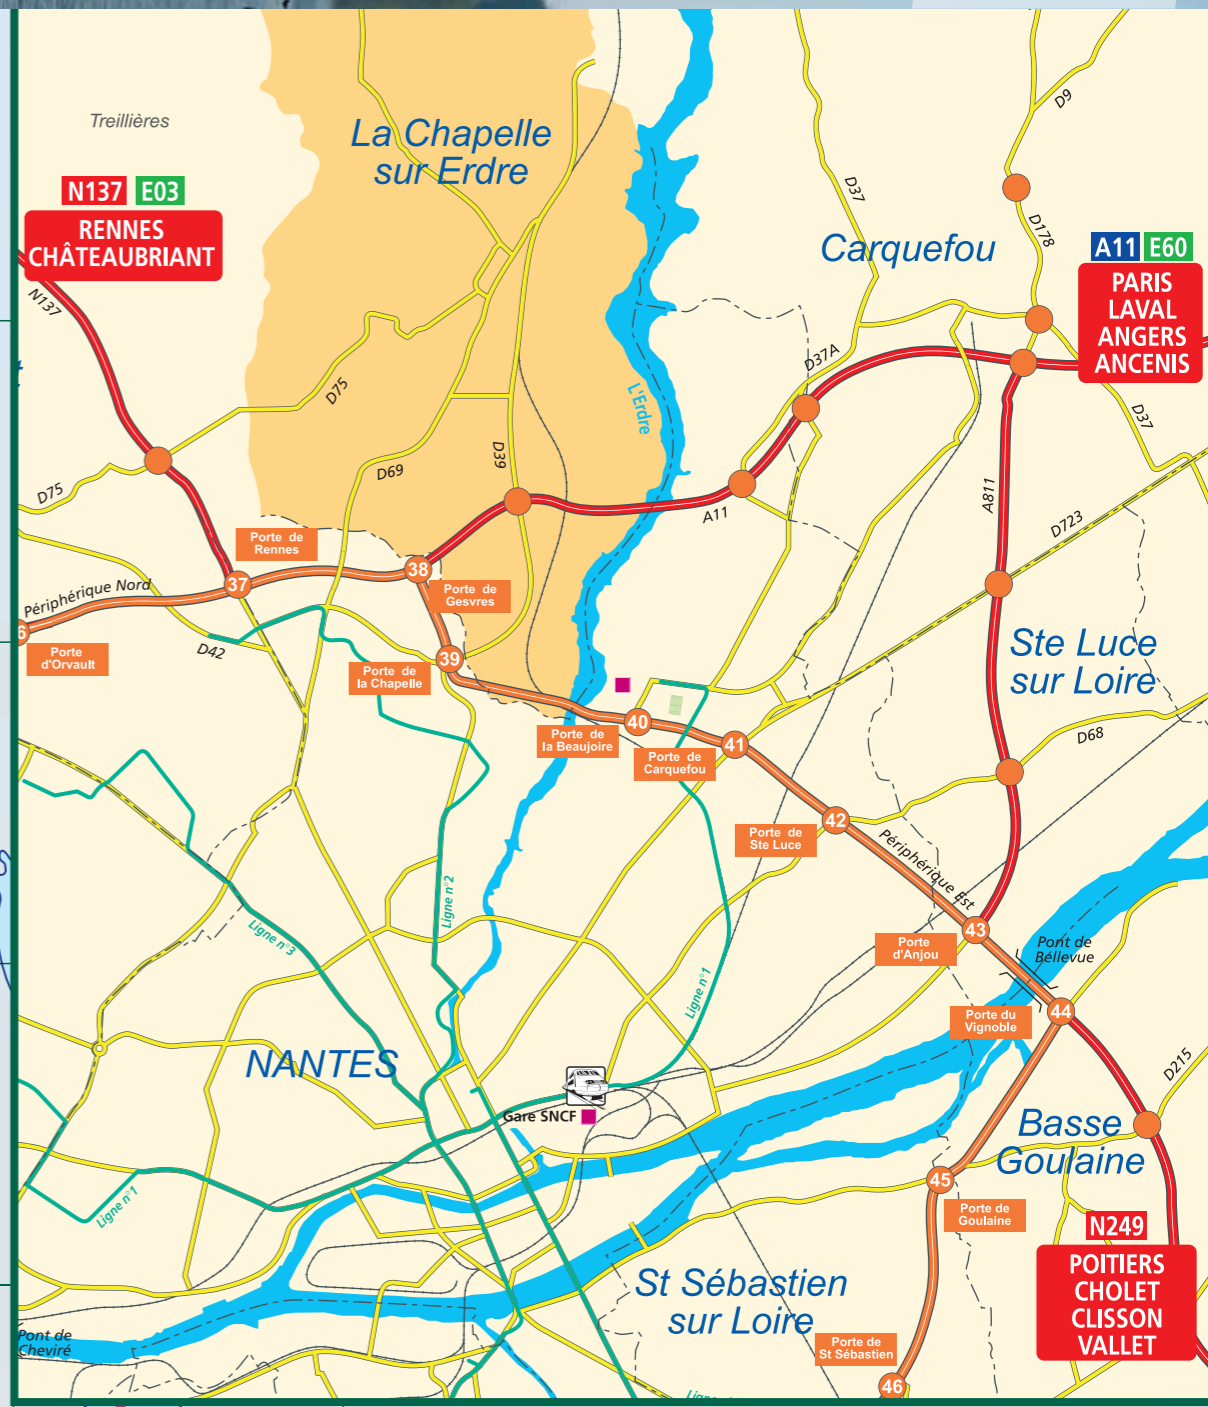 Treillières
La Chapelle
sur Erdre
D9
N137 E03
RENNES
CHÂTEAUBRIANT
N137
D37
D178
Carquefou
A11 E60
PARIS
LAVAL
ANGERS
ANCENIS
D37A
D75
L'Erdre
D37
D39
D69
D75
A11
A811
D723
Porte de
Rennes
38
37
Porte de
Gesvres
Périphérique Nord
6
Porte
d'Orvault
D42
39
Porte de
la Chapelle
Ste Luce
sur Loire
40
Porte de
la Beaujoire
41
Porte de
Carquefou
D68
42
Porte de
Ste Luce
Périphérique Est
Ligne n°2
Ligne n°3
43
Porte
d'Anjou
Pont de
Bellevue
Ligne n°1
44
Porte du
Vignoble
NANTES
D215
Gare SNCF
Basse
Goulaine
45
Porte de
Goulaine
Ligne n°1
N249
POITIERS
CHOLET
CLISSON
VALLET
St Sébastien
sur Loire
Pont de
Cheviré
Porte de
St Sébastien
46